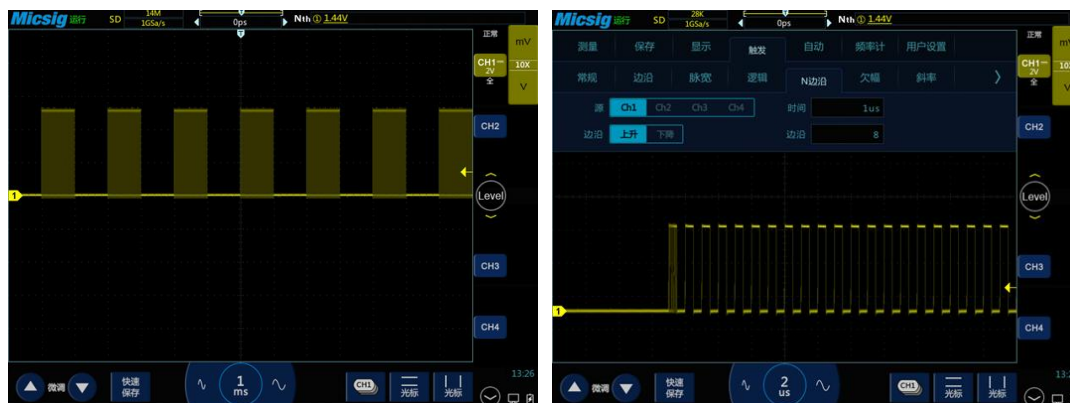 Micsig 运行 SD 14M 1GSa/s 0ps Nth ① 1.44V
正常
mV
CH1
2V
全
10X
V
CH2
1
Level
CH3
CH4
微调
快速保存
1 ms
CH1
光标
光标
13:26
Micsig 运行 SD 28K 1GSa/s 0ps Nth ① 1.44V
正常
测量 保存 显示 触发 自动 频率计 用户设置
常规 边沿 脉宽 逻辑 N边沿 欠幅 斜率
源 Ch1 Ch2 Ch3 Ch4 时间 1us
边沿 上升 下降 边沿 8
CH1
2V
全
10
CH2
Level
1
CH3
CH4
微调
快速保存
2 us
CH1
光标
光标